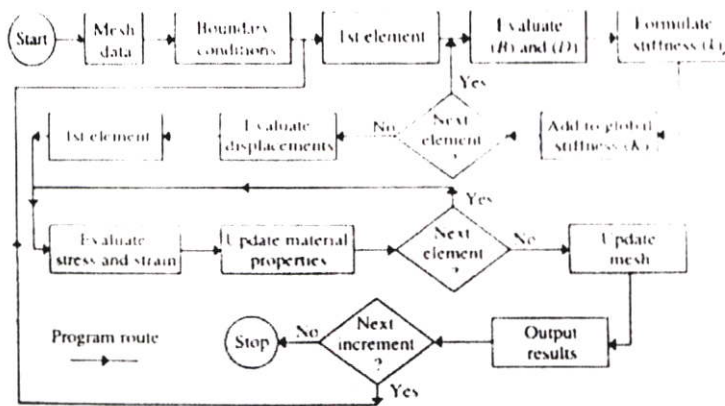 Start
Mesh
data
Boundary
conditions
1st element
Evaluate
(B) and (D)
Formulate
stiffness
Yes
1st element
Evaluate
displacements
No
Next
element
?
Add to global
stiffness (K)
Yes
Evaluate
stress and strain
Update material
properties
Next
element
?
No
Update
mesh
Program route
Stop
No
Next
increment
?
Output
results
Yes